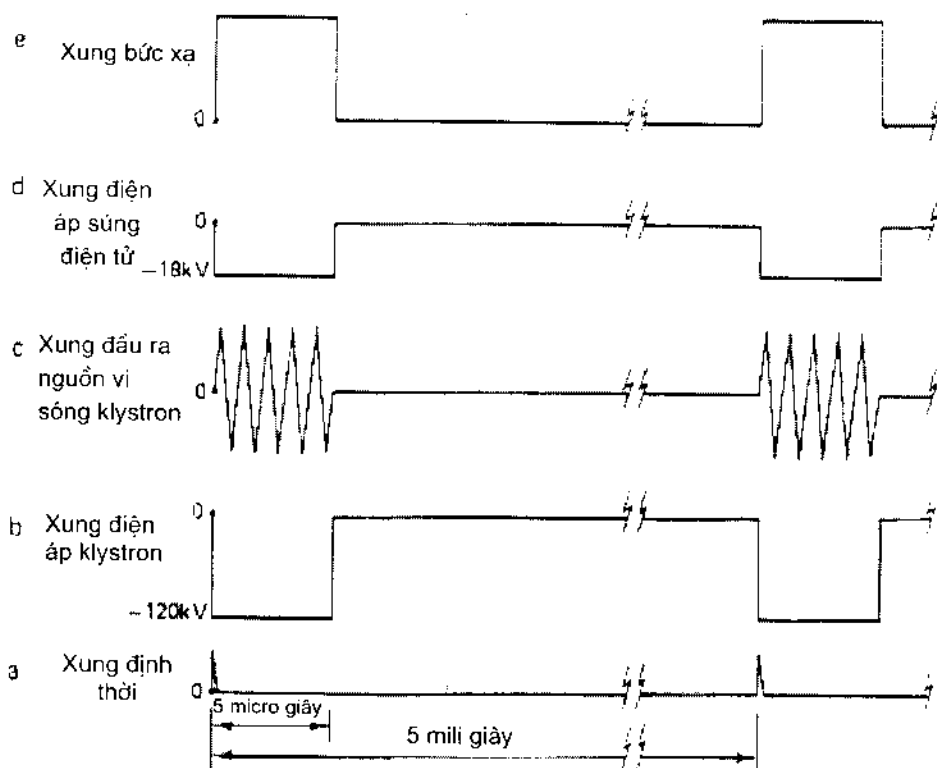 e
Xung bức xạ
0
d
Xung điện
áp súng
điện tử
0
−18kV
c
Xung đầu ra
nguồn vi
sóng klystron
0
b
Xung điện
áp klystron
0
−120kV
a
Xung định
thời
0
5 micro giây
5 mili giây